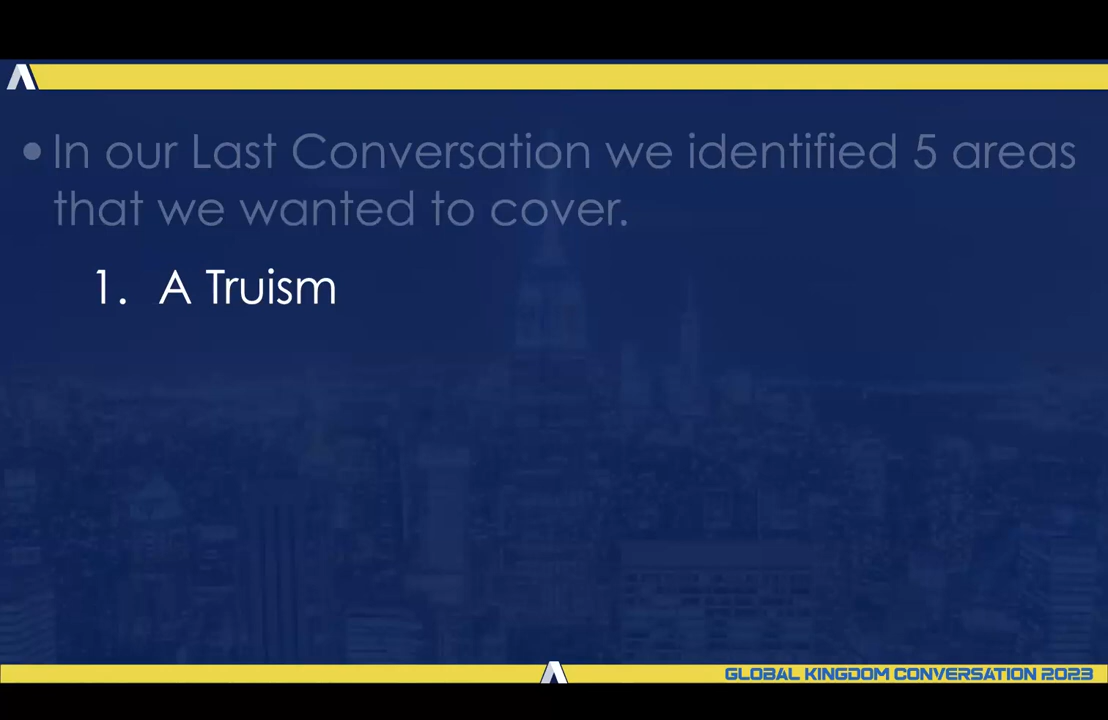 • In our Last Conversation we identified 5 areas
that we wanted to cover.
1. A Truism
GLOBAL KINGDOM CONVERSATION 2023